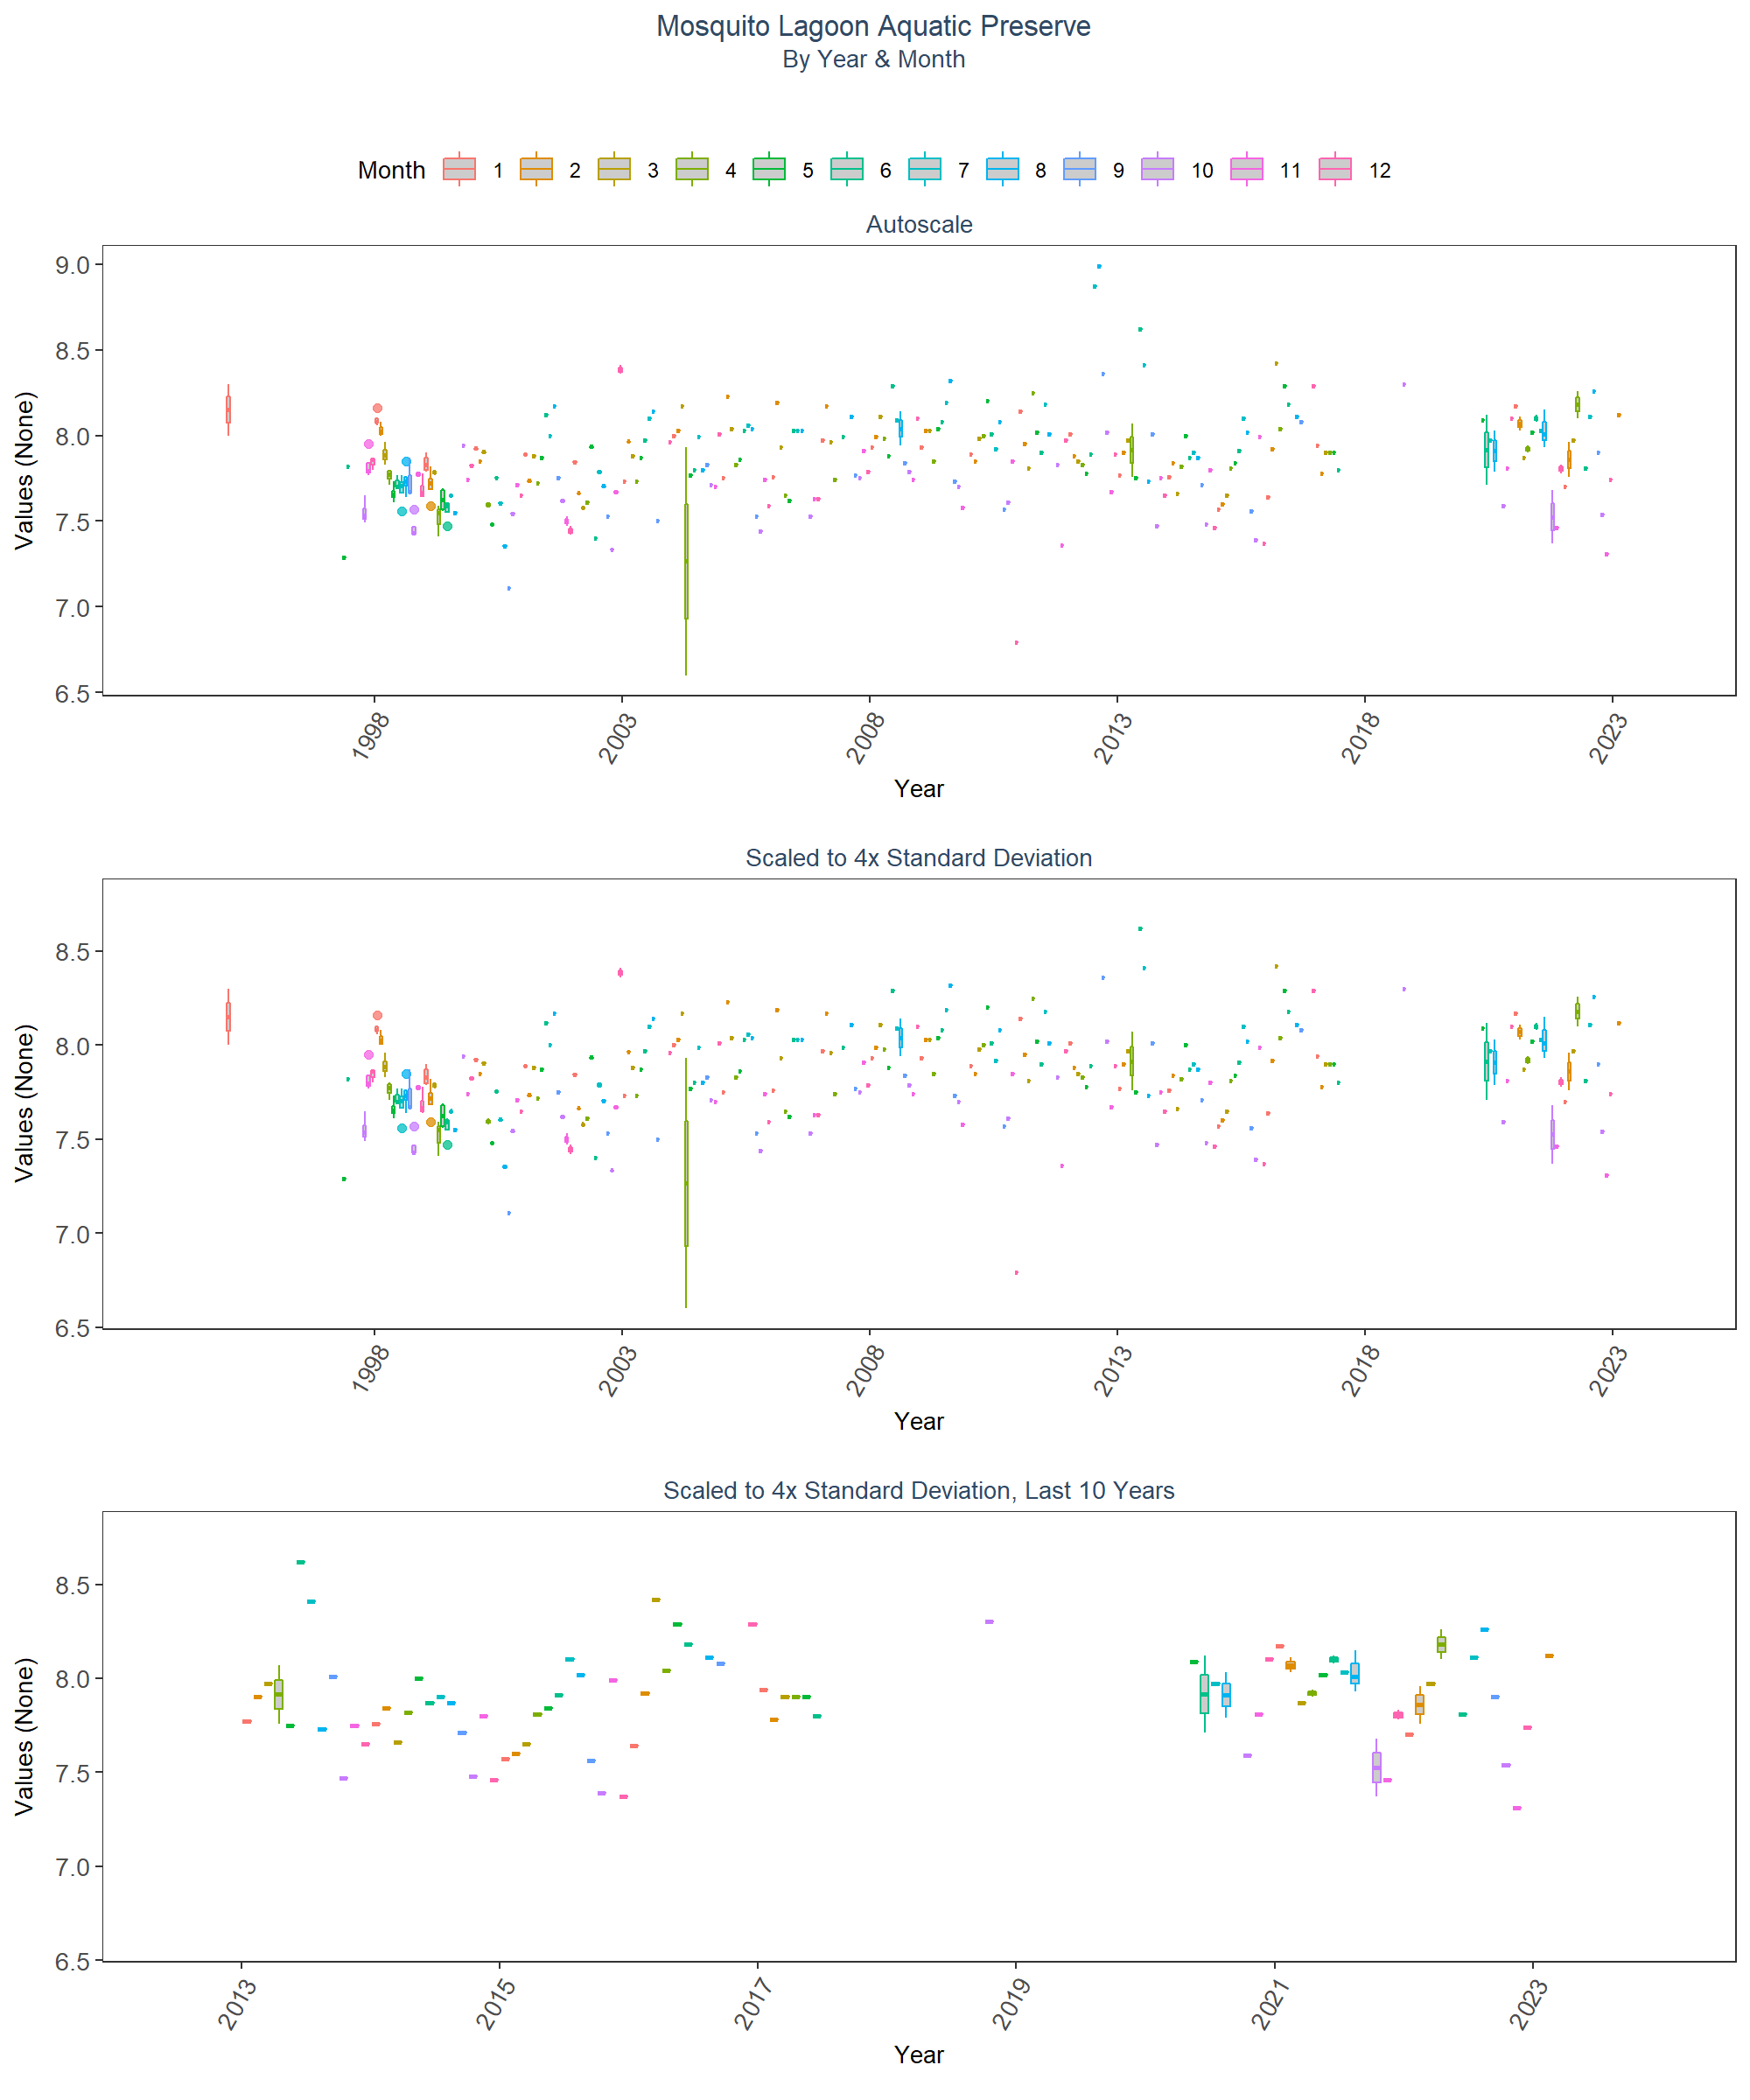 Mosquito Lagoon Aquatic Preserve
By Year & Month
Month 1 2 3 4 5 6 7 8 9 10 11 12
Autoscale
Values (None)
9.0
8.5
8.0
7.5
7.0
6.5
1998 2003 2008 2013 2018 2023
Year
Scaled to 4x Standard Deviation
Values (None)
8.5
8.0
7.5
7.0
6.5
1998 2003 2008 2013 2018 2023
Year
Scaled to 4x Standard Deviation, Last 10 Years
Values (None)
8.5
8.0
7.5
7.0
6.5
2013 2015 2017 2019 2021 2023
Year